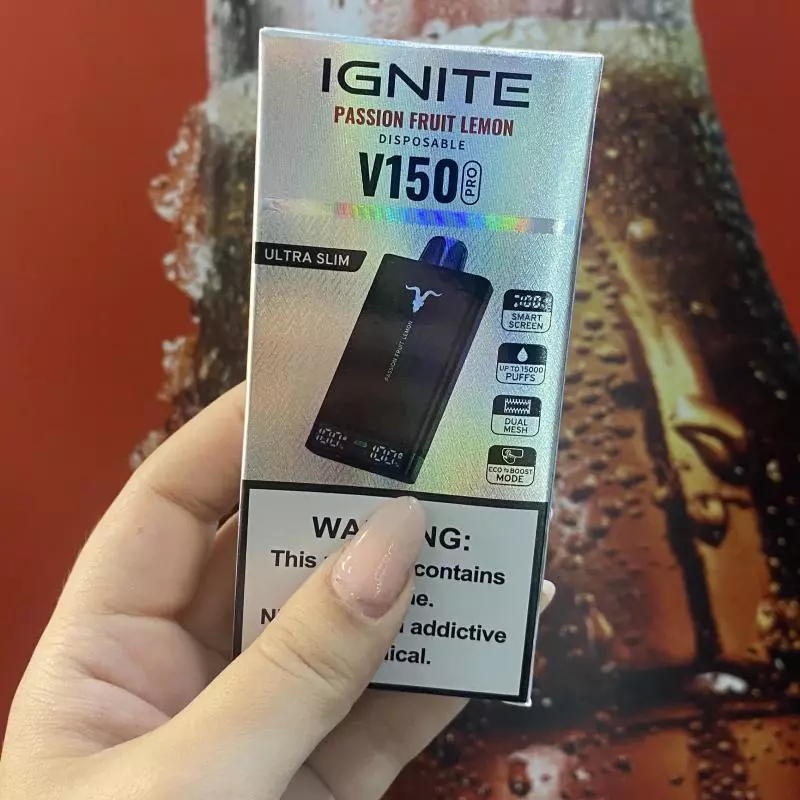 IGNITE
PASSION FRUIT LEMON
DISPOSABLE
V150 PRO
ULTRA SLIM
PASSION FRUIT LEMON
SMART
SCREEN
UP TO 15000
PUFFS
DUAL
MESH
ECO TO BOOST
MODE
This contains
addictive